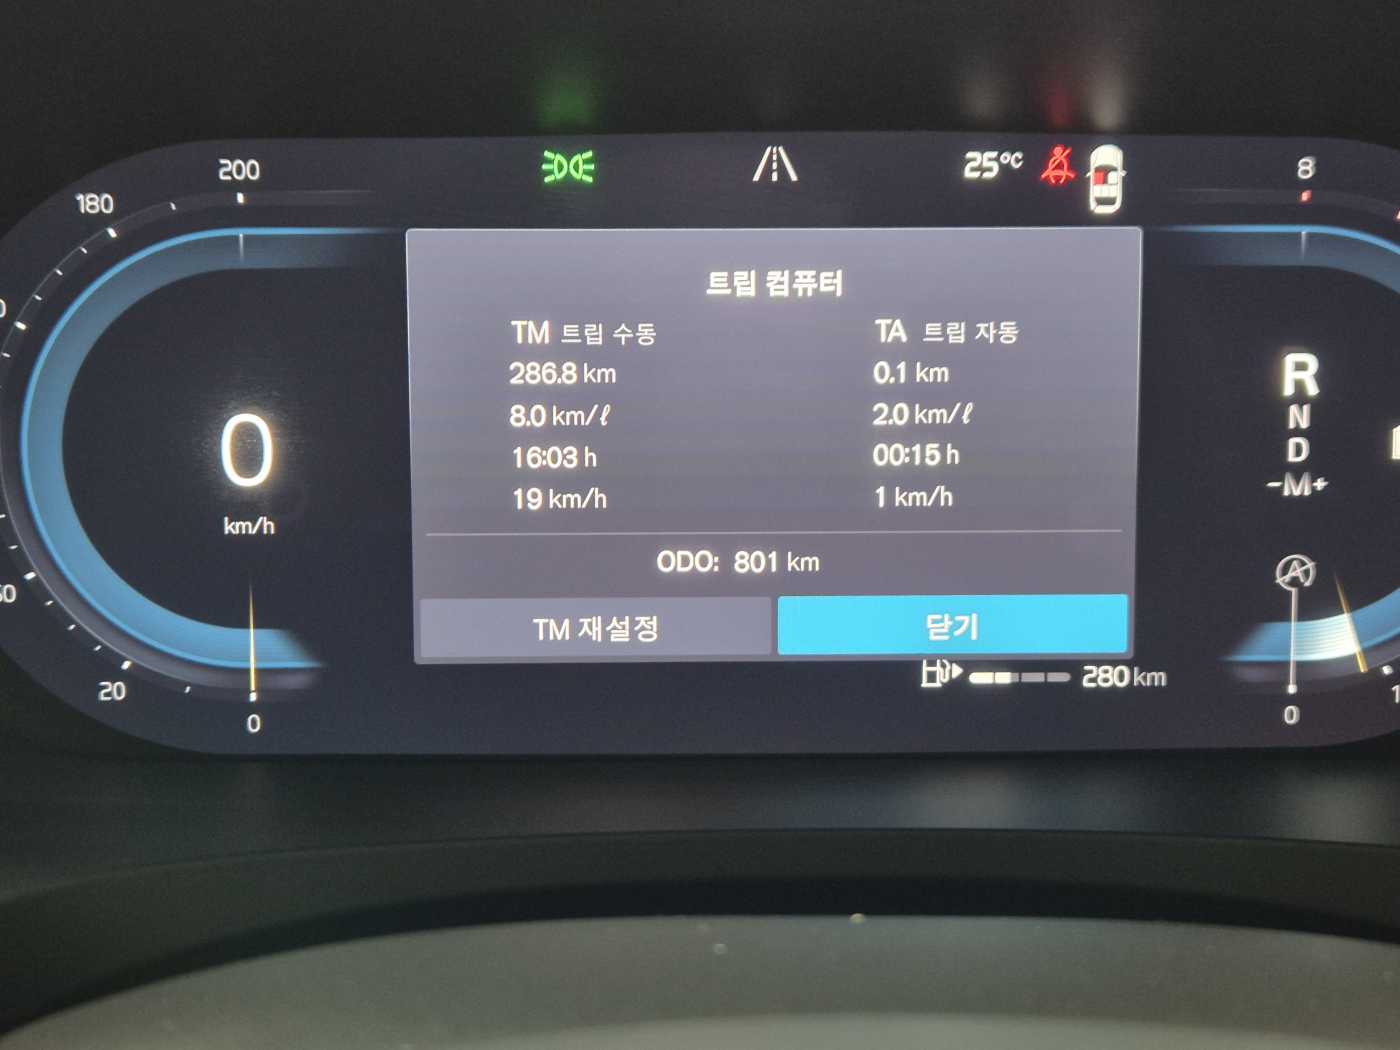 200
180
25°C
8
트립 컴퓨터
TM 트립 수동
TA 트립 자동
286.8 km
0.1 km
8.0 km/ℓ
2.0 km/ℓ
16:03 h
00:15 h
19 km/h
1 km/h
ODO: 801 km
TM 재설정
닫기
280 km
0
km/h
R
N
D
-M+
A
20
0
0